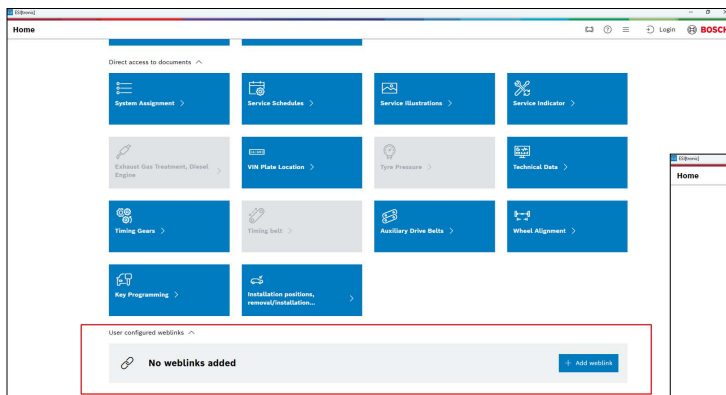 ESI[tronic]
Home
Login
BOSCH
Direct access to documents
System Assignment
Service Schedules
Service Illustrations
Service Indicator
Exhaust Gas Treatment, Diesel
Engine
VIN Plate Location
Tyre Pressure
Technical Data
Timing Gears
Timing belt
Auxiliary Drive Belts
Wheel Alignment
Key Programming
Installation positions,
removal/installation...
User configured weblinks
No weblinks added
+ Add weblink
ESI[tronic]
Home